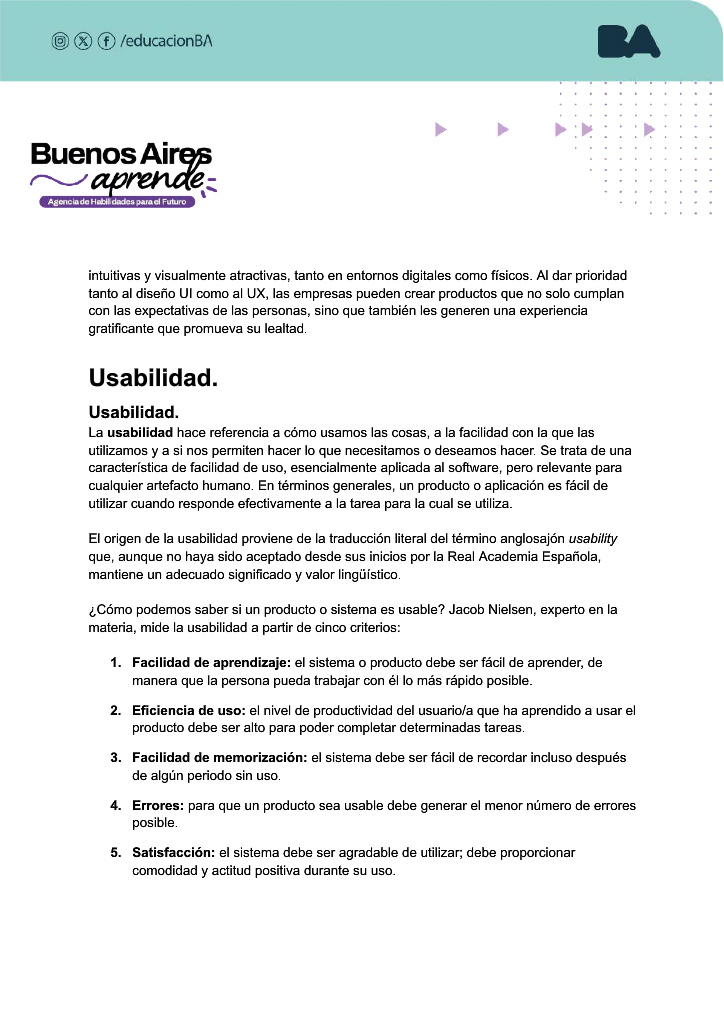 /educacionBA
BA
Buenos Aires
aprende
Agencia de Habilidades para el Futuro
intuitivas y visualmente atractivas, tanto en entornos digitales como físicos. Al dar prioridad
tanto al diseño UI como al UX, las empresas pueden crear productos que no solo cumplan
con las expectativas de las personas, sino que también les generen una experiencia
gratificante que promueva su lealtad.
Usabilidad.
Usabilidad.
La usabilidad hace referencia a cómo usamos las cosas, a la facilidad con la que las
utilizamos y a si nos permiten hacer lo que necesitamos o deseamos hacer. Se trata de una
característica de facilidad de uso, esencialmente aplicada al software, pero relevante para
cualquier artefacto humano. En términos generales, un producto o aplicación es fácil de
utilizar cuando responde efectivamente a la tarea para la cual se utiliza.
El origen de la usabilidad proviene de la traducción literal del término anglosajón usability
que, aunque no haya sido aceptado desde sus inicios por la Real Academia Española,
mantiene un adecuado significado y valor lingüístico.
¿Cómo podemos saber si un producto o sistema es usable? Jacob Nielsen, experto en la
materia, mide la usabilidad a partir de cinco criterios:
1. Facilidad de aprendizaje: el sistema o producto debe ser fácil de aprender, de
manera que la persona pueda trabajar con él lo más rápido posible.
2. Eficiencia de uso: el nivel de productividad del usuario/a que ha aprendido a usar el
producto debe ser alto para poder completar determinadas tareas.
3. Facilidad de memorización: el sistema debe ser fácil de recordar incluso después
de algún periodo sin uso.
4. Errores: para que un producto sea usable debe generar el menor número de errores
posible.
5. Satisfacción: el sistema debe ser agradable de utilizar; debe proporcionar
comodidad y actitud positiva durante su uso.